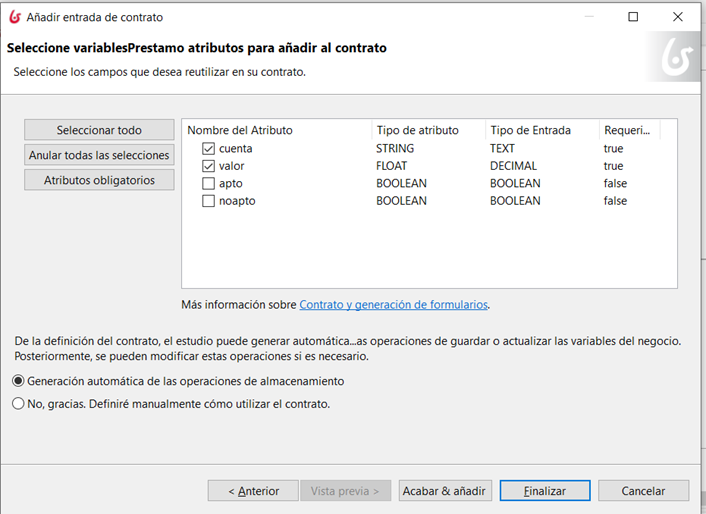 Añadir entrada de contrato
Seleccione variablesPrestamo atributos para añadir al contrato
Seleccione los campos que desea reutilizar en su contrato.
Seleccionar todo
Anular todas las selecciones
Atributos obligatorios
Nombre del Atributo Tipo de atributo Tipo de Entrada Requeri...
cuenta STRING TEXT true
valor FLOAT DECIMAL true
apto BOOLEAN BOOLEAN false
noapto BOOLEAN BOOLEAN false
Más información sobre Contrato y generación de formularios.
De la definición del contrato, el estudio puede generar automática...as operaciones de guardar o actualizar las variables del negocio.
Posteriormente, se pueden modificar estas operaciones si es necesario.
Generación automática de las operaciones de almacenamiento
No, gracias. Definiré manualmente cómo utilizar el contrato.
< Anterior Vista previa > Acabar & añadir Finalizar Cancelar